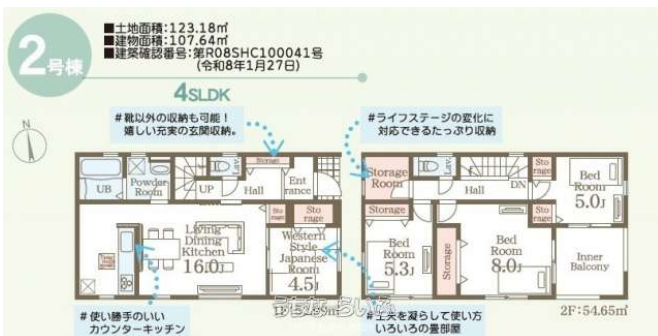 2号棟
■土地面積:123.18㎡
■建物面積:107.64㎡
■建築確認番号:第R08SHC100041号
(令和8年1月27日)
4SLDK
#靴以外の収納も可能!
嬉しい充実の玄関収納。
#ライフステージの変化に
対応できるたっぷり収納
N
UB
Powder
Room
UP
Lav.
Hall
Storage
Ent
rance
Living
Dining
Kitchen
16.0J
Sto
rage
Sto
rage
Western
Style
Japanese
Room
4.5J
Storage
Room
Lav.
Hall
DN
Sto
rage
Bed
Room
5.0J
Storage
Bed
Room
5.3J
Storage
Bed
Room
8.0J
Sto
rage
Inner
Balcony
#使い勝手のいい
カウンターキッチン
#工夫を凝らして使い方
いろいろの畳部屋
2F:54.65㎡